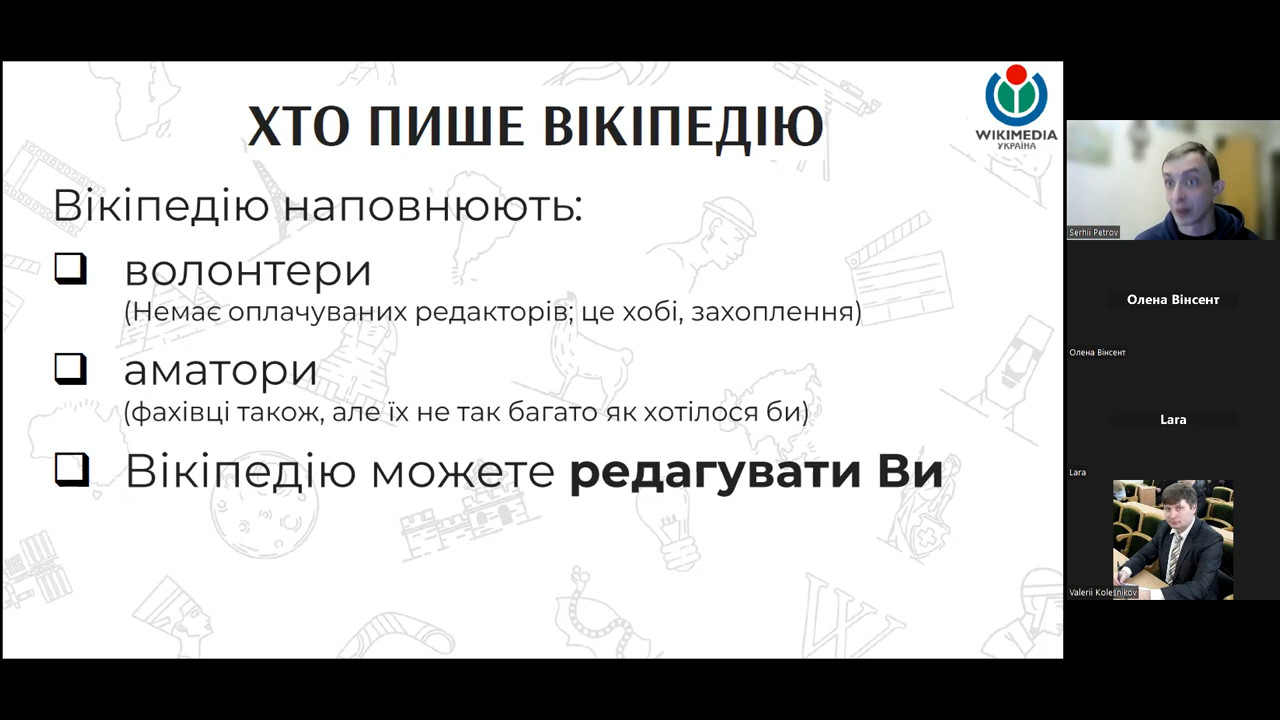 ХТО ПИШЕ ВІКІПЕДІЮ
WIKIMEDIA
УКРАЇНА
Вікіпедію наповнюють:
❑ волонтери
(Немає оплачуваних редакторів; це хобі, захоплення)
❑ аматори
(фахівці також, але їх не так багато як хотілося би)
❑ Вікіпедію можете редагувати Ви
Serhii Petrov
Олена Вінсент
Олена Вінсент
Lara
Lara
Valerii Kolesnikov